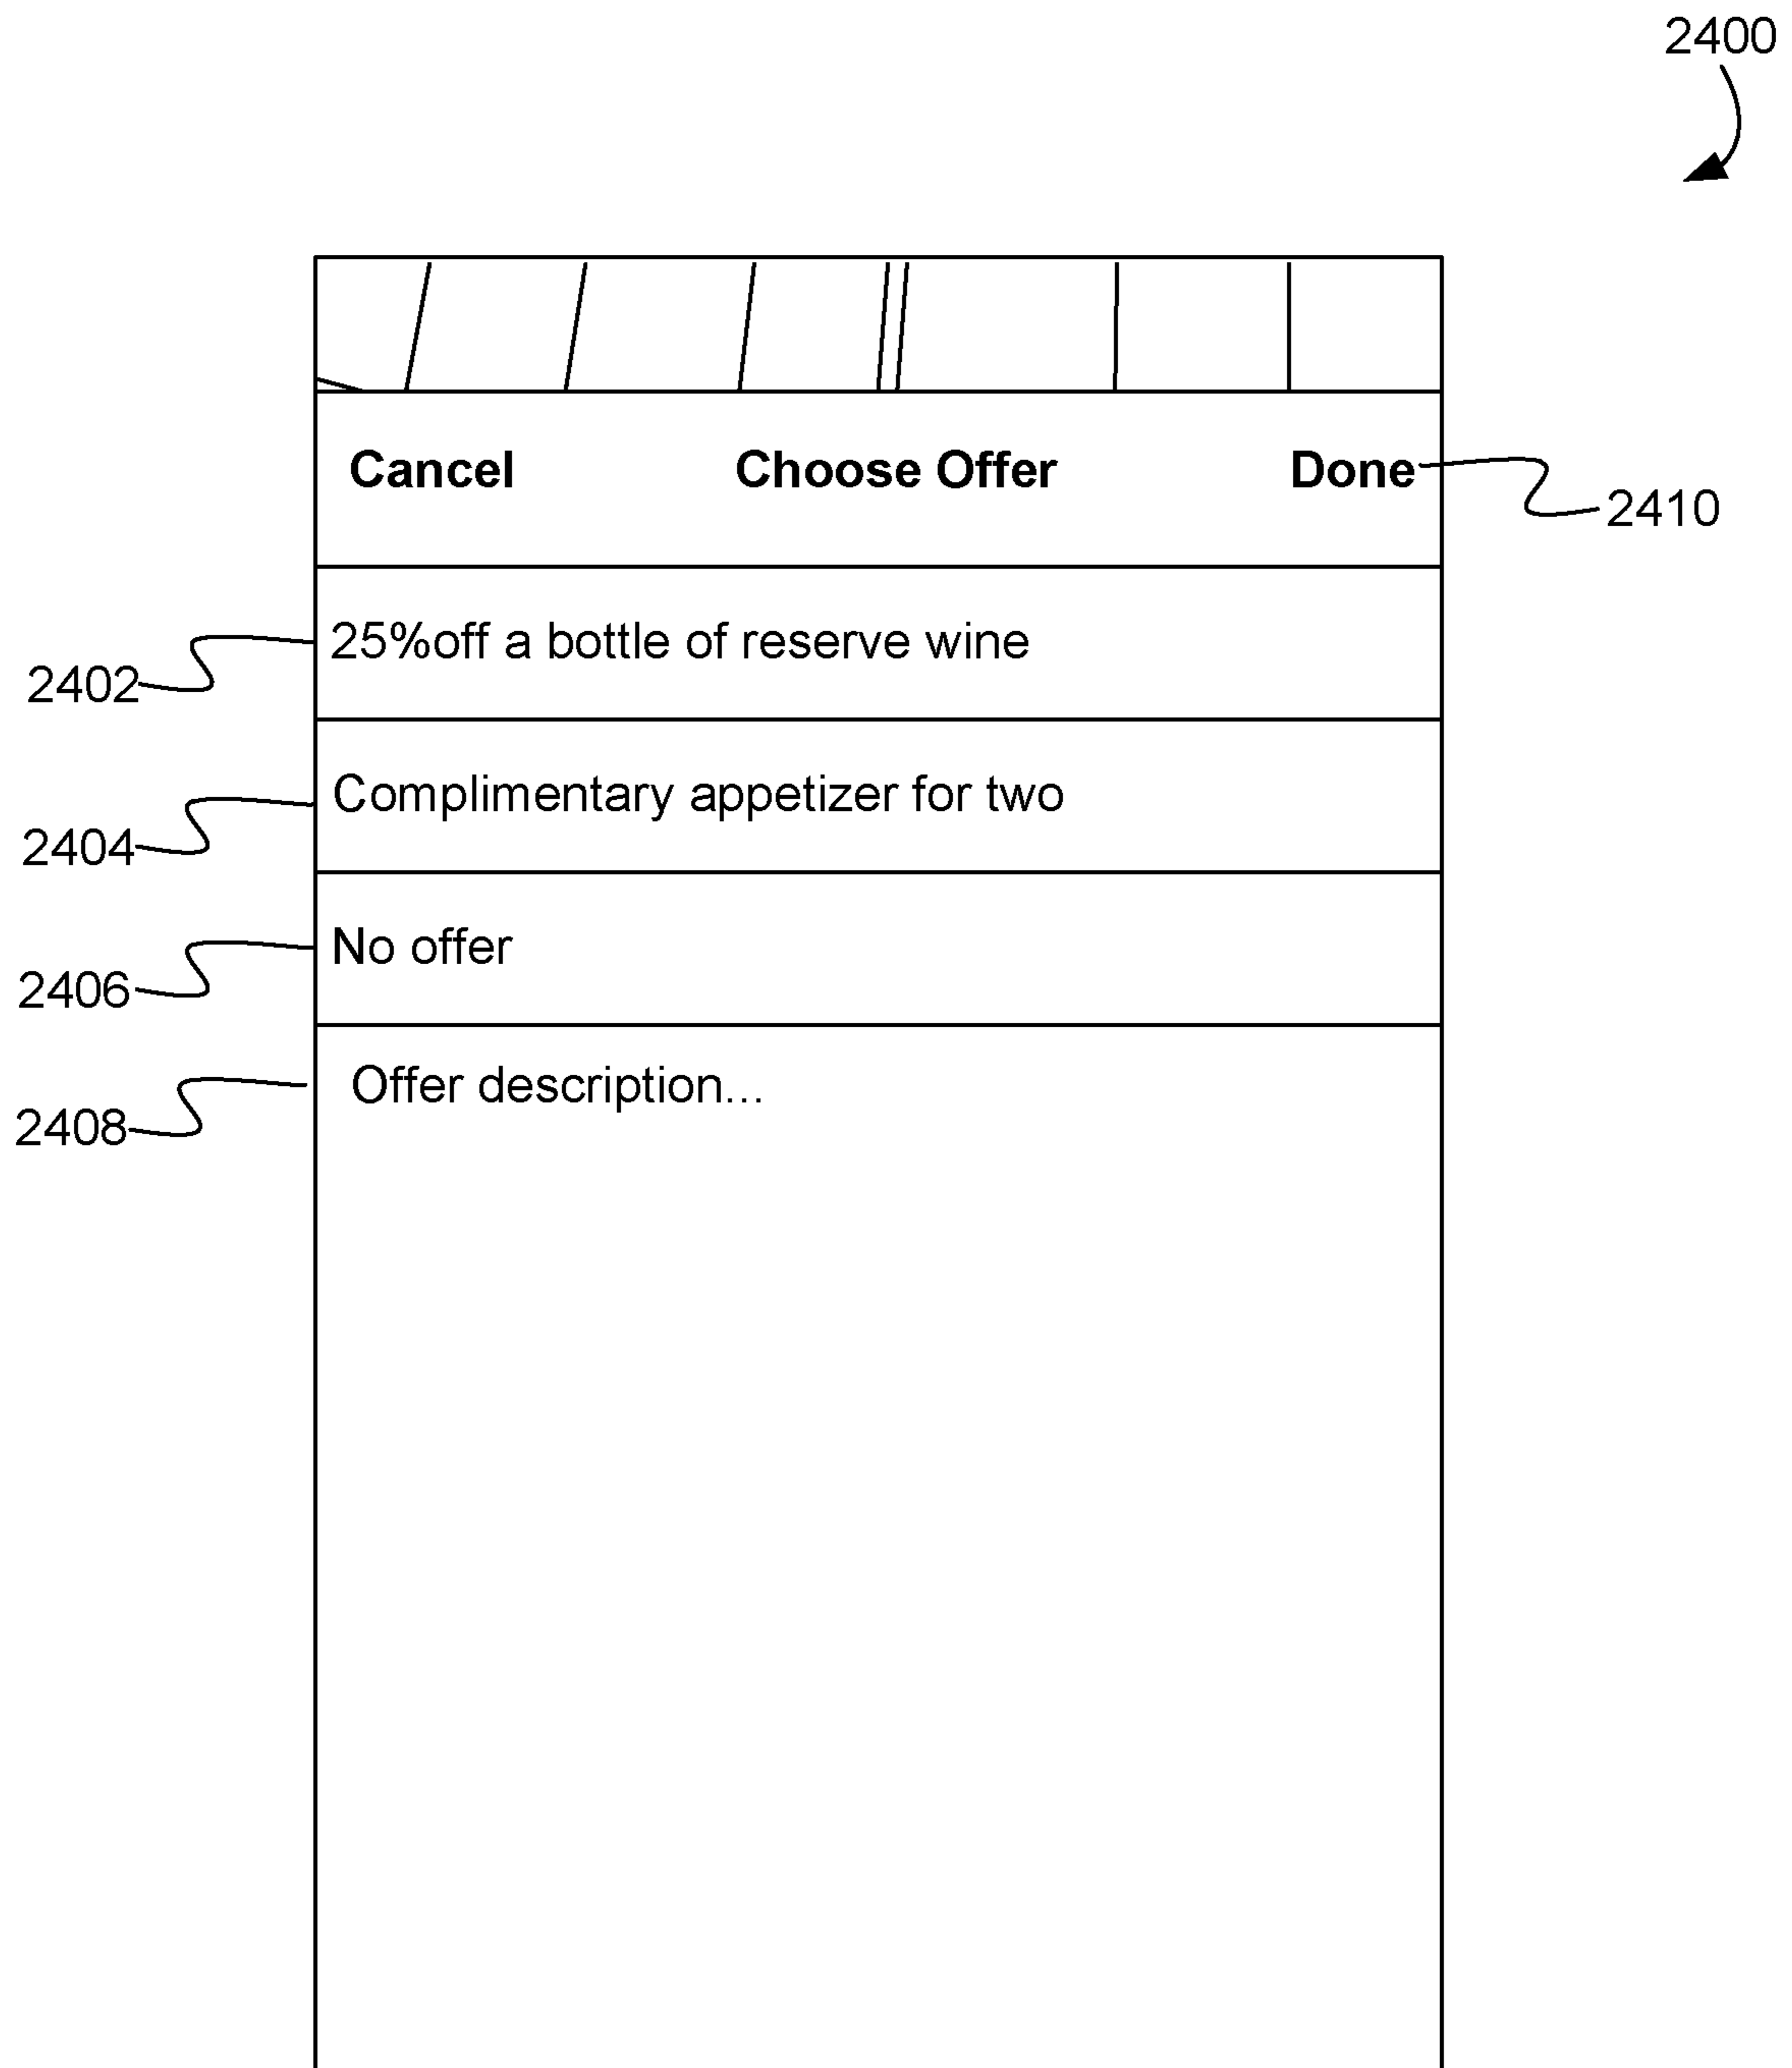 2400
Cancel Choose Offer Done
2410
25%off a bottle of reserve wine
2402
Complimentary appetizer for two
2404
No offer
2406
Offer description...
2408